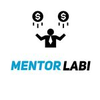 $ $
MENTOR LABI